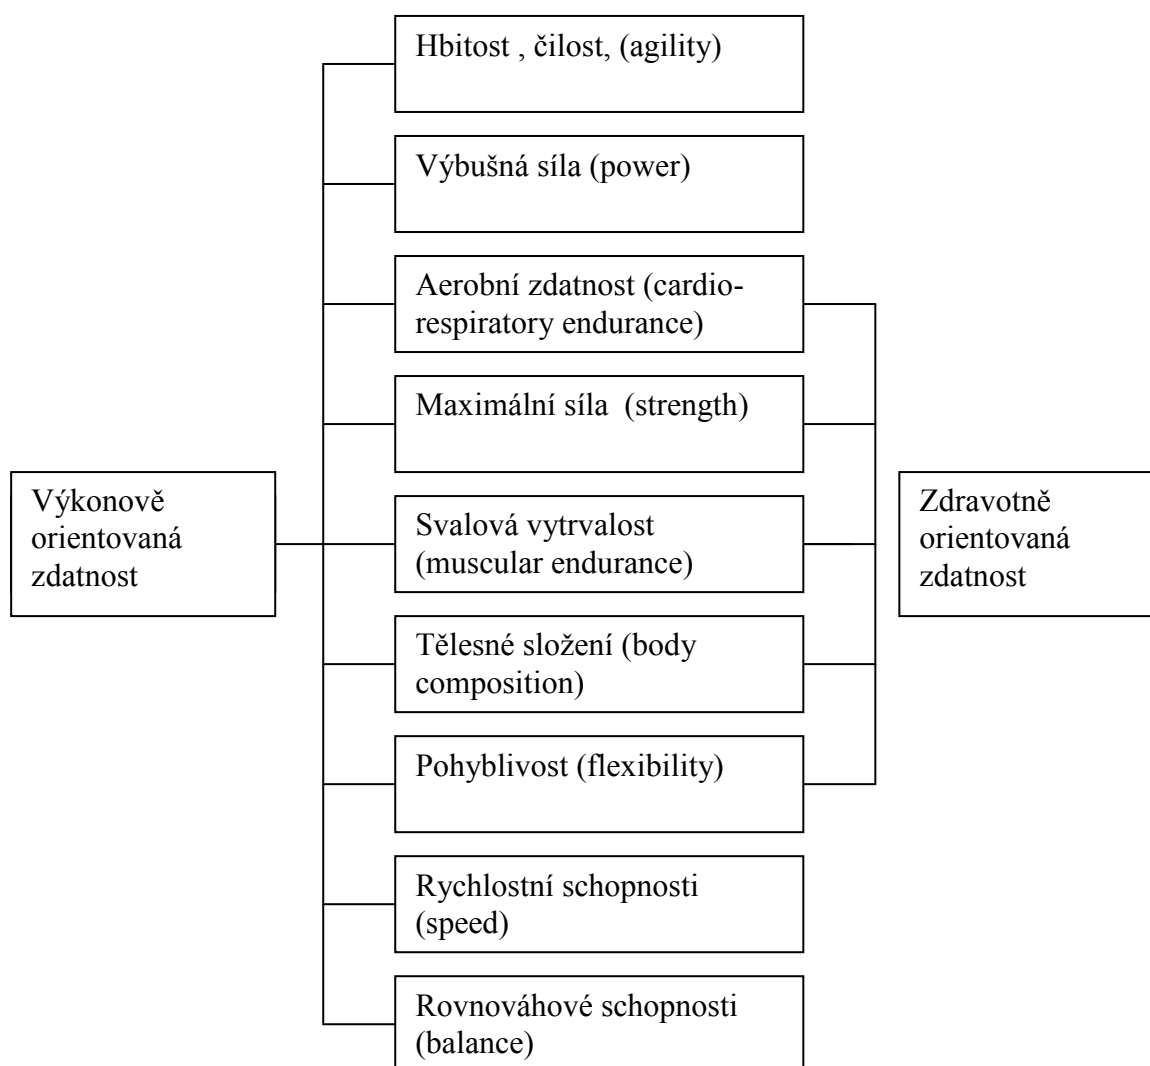 Hbitost , čilost, (agility)
Výbušná síla (power)
Aerobní zdatnost (cardio-
respiratory endurance)
Maximální síla  (strength)
Výkonově
orientovaná
zdatnost
Svalová vytrvalost
(muscular endurance)
Zdravotně
orientovaná
zdatnost
Tělesné složení (body
composition)
Pohyblivost (flexibility)
Rychlostní schopnosti
(speed)
Rovnováhové schopnosti
(balance)